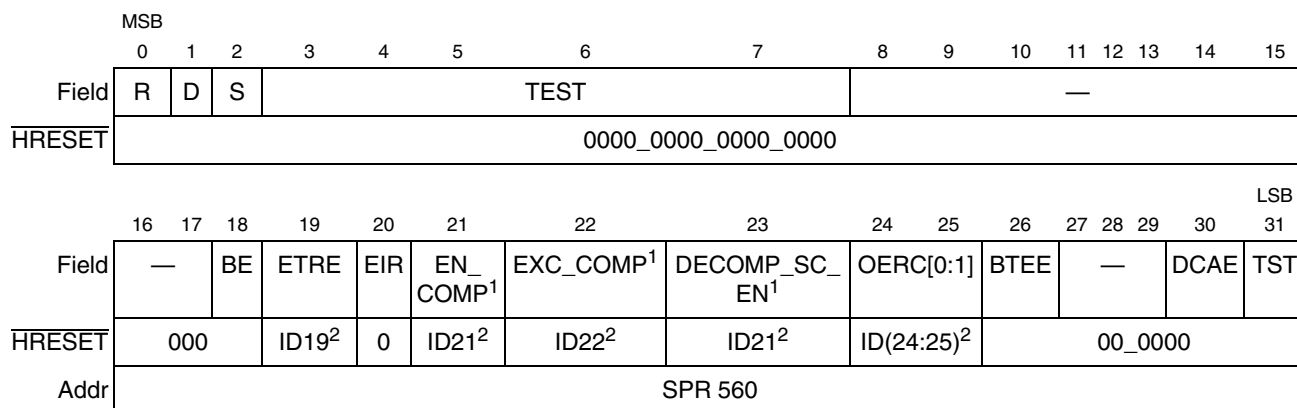 MSB
0 1 2 3 4 5 6 7 8 9 10 11 12 13 14 15
Field R D S TEST —
HRESET 0000_0000_0000_0000
LSB
16 17 18 19 20 21 22 23 24 25 26 27 28 29 30 31
Field — BE ETRE EIR EN_ COMP1 EXC_COMP1 DECOMP_SC_ EN1 OERC[0:1] BTEE — DCAE TST
HRESET 000 ID192 0 ID212 ID222 ID212 ID(24:25)2 00_0000
Addr SPR 560